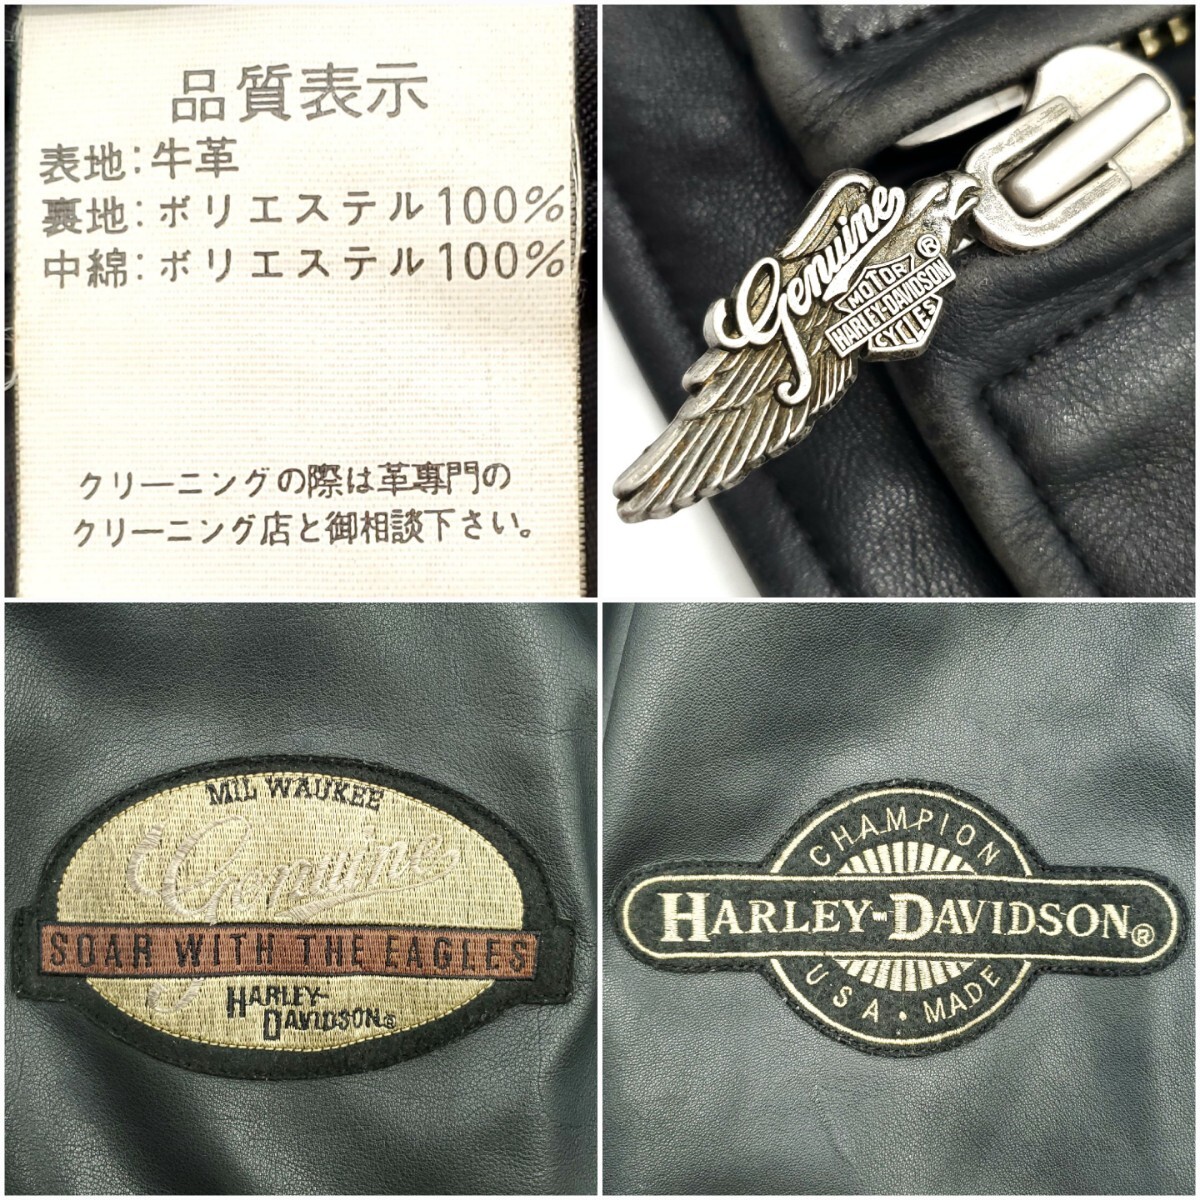 品質表示
表地:牛革
裏地:ポリエステル100%
中綿:ポリエステル100%
クリーニングの際は革専門の
クリーニング店と御相談下さい。
Genuine
MOTOR
HARLEY-DAVIDSON
CYCLES
®
MILWAUKEE
Genuine
SOAR WITH THE EAGLES
HARLEY-
DAVIDSON®
CHAMPION
HARLEY-DAVIDSON®
USA・MADE